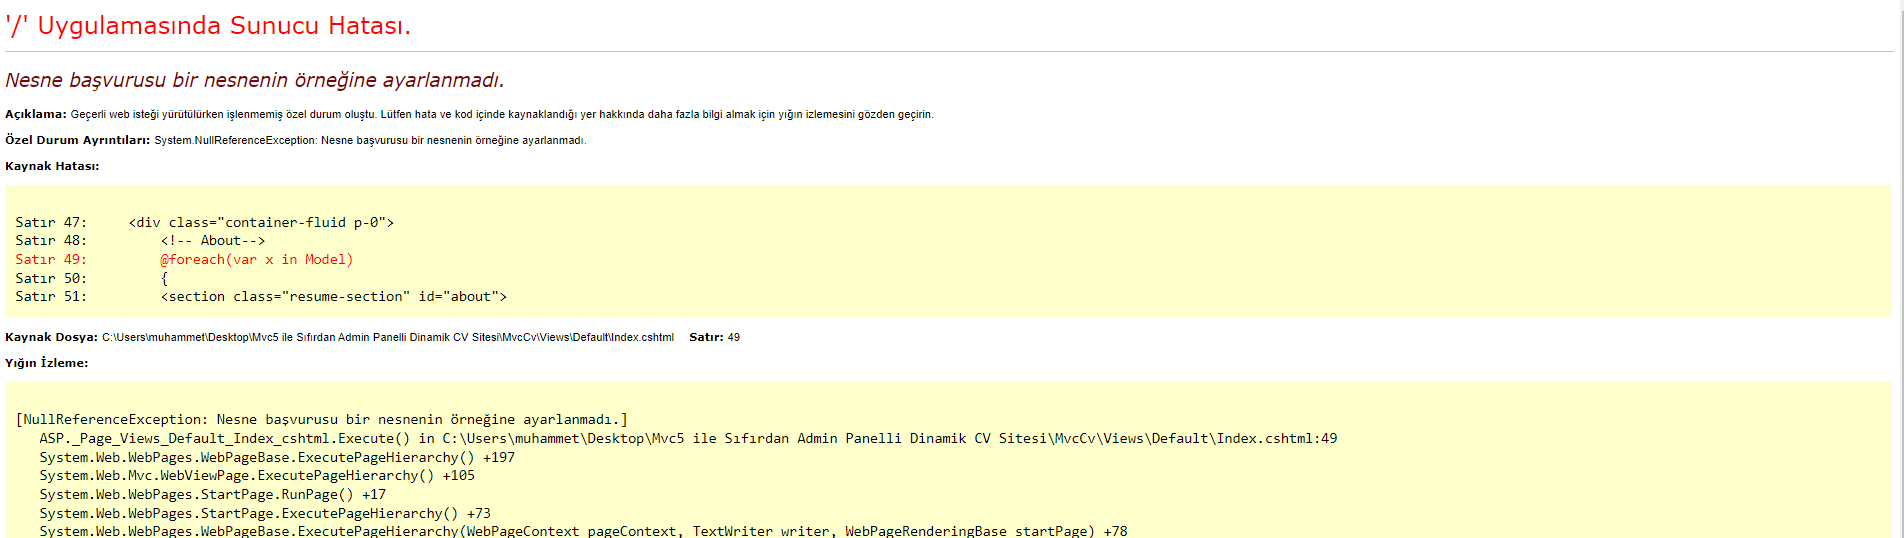 '/' Uygulamasında Sunucu Hatası.
Nesne başvurusu bir nesnenin örneğine ayarlanmadı.
Açıklama: Geçerli web isteği yürütülürken işlenmemiş özel durum oluştu. Lütfen hata ve kod içinde kaynaklandığı yer hakkında daha fazla bilgi almak için yığın izlemesini gözden geçirin.
Özel Durum Ayrıntıları: System.NullReferenceException: Nesne başvurusu bir nesnenin örneğine ayarlanmadı.
Kaynak Hatası:
Satır 47:     <div class="container-fluid p-0">
Satır 48:         <!-- About-->
Satır 49:         @foreach(var x in Model)
Satır 50:         {
Satır 51:         <section class="resume-section" id="about">
Kaynak Dosya: C:\Users\muhammet\Desktop\Mvc5 ile Sıfırdan Admin Panelli Dinamik CV Sitesi\MvcCv\Views\Default\Index.cshtml    Satır: 49
Yığın İzleme:
[NullReferenceException: Nesne başvurusu bir nesnenin örneğine ayarlanmadı.]
   ASP._Page_Views_Default_Index_cshtml.Execute() in C:\Users\muhammet\Desktop\Mvc5 ile Sıfırdan Admin Panelli Dinamik CV Sitesi\MvcCv\Views\Default\Index.cshtml:49
   System.Web.WebPages.WebPageBase.ExecutePageHierarchy() +197
   System.Web.Mvc.WebViewPage.ExecutePageHierarchy() +105
   System.Web.WebPages.StartPage.RunPage() +17
   System.Web.WebPages.StartPage.ExecutePageHierarchy() +73
   System.Web.WebPages.WebPageBase.ExecutePageHierarchy(WebPageContext pageContext, TextWriter writer, WebPageRenderingBase startPage) +78